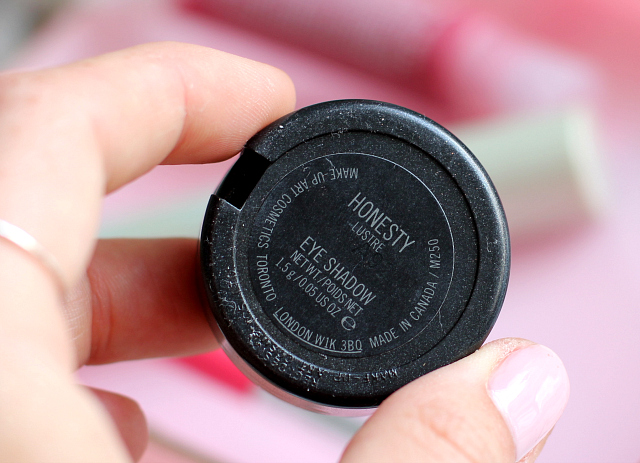 HONESTY
LUSTRE
EYE SHADOW
NET WT./POIDS NET
1.5 g / 0.05 US OZ e
MAKE-UP ART COSMETICS TORONTO
LONDON W1K 3BQ MADE IN CANADA / M250